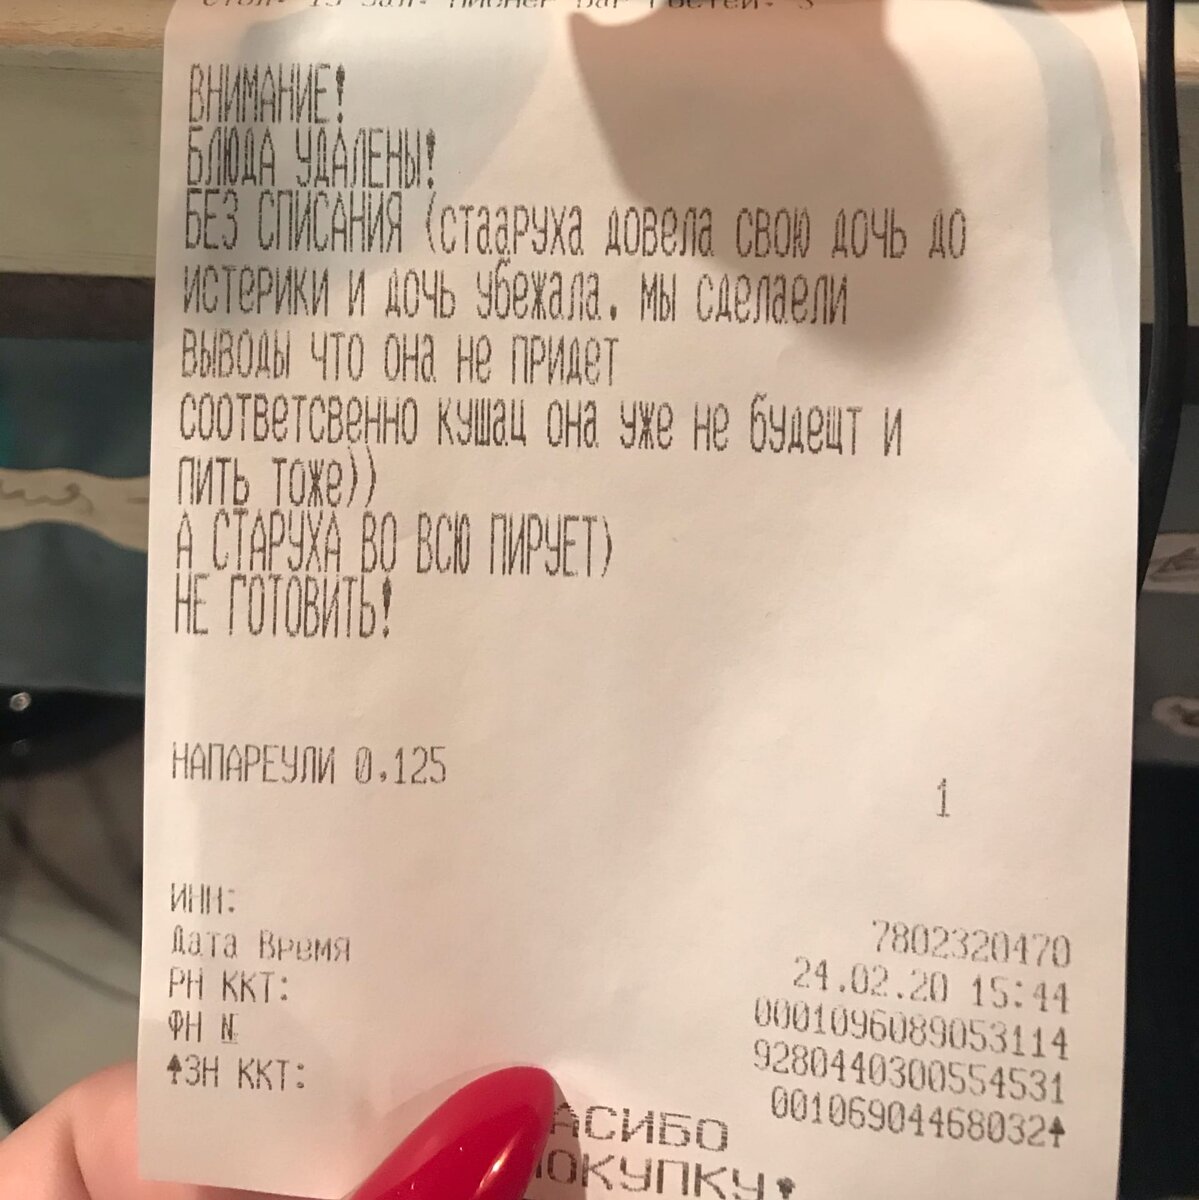 ВНИМАНИЕ!
БЛЮДА УДАЛЕНЫ!
БЕЗ СПИСАНИЯ (стааруха довела свою дочь до
истерики и дочь убежала. мы сделаели
выводы что она не придет
соответсвенно кушац она уже не будещт и
пить тоже))
А СТАРУХА ВО ВСЮ ПИРУЕТ)
НЕ ГОТОВИТЬ!
НАПАРЕУЛИ 0.125
1
ИНН: 7802320470
Дата Время 24.02.20 15:44
РН ККТ: 0001096089053114
ФН № 9280440300554531
ЗН ККТ: 00106904468032
АСИБО
ПОКУПКУ!